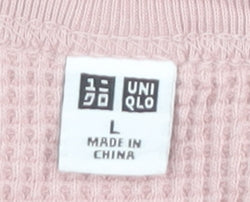 ユニ UNI
クロ QLO
L
MADE IN
CHINA